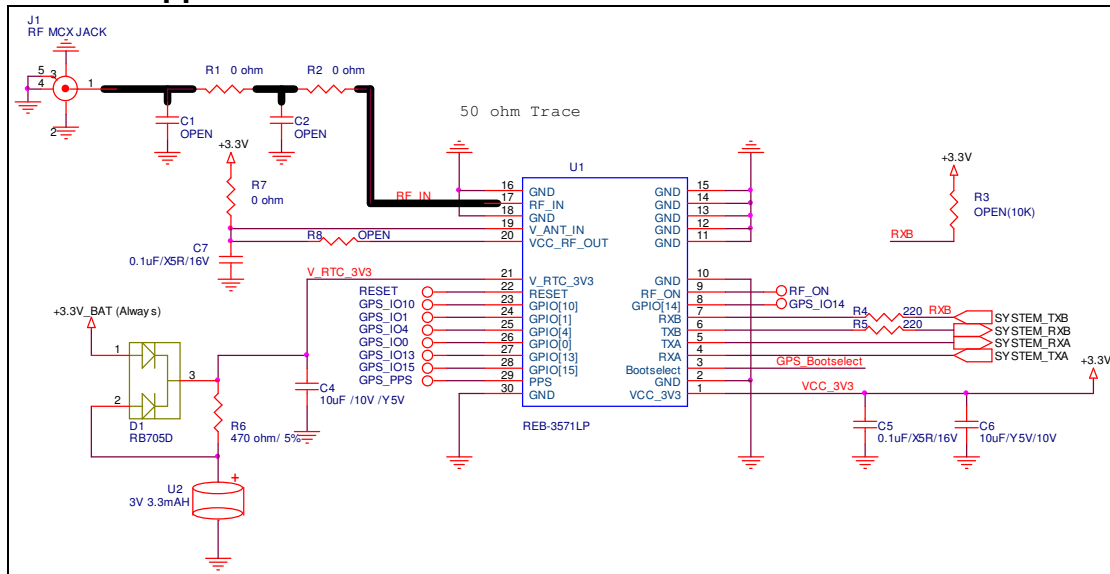 J1
RF MCX JACK
5
3
4
1
2
R1 0 ohm
R2 0 ohm
C1
OPEN
C2
OPEN
50 ohm Trace
+3.3V
R7
0 ohm
RF_IN
R8 OPEN
C7
0.1uF/X5R/16V
U1
16 GND
17 RF_IN
18 GND
19 V_ANT_IN
20 VCC_RF_OUT
21 V_RTC_3V3
22 RESET
23 GPIO[10]
24 GPIO[1]
25 GPIO[4]
26 GPIO[0]
27 GPIO[13]
28 GPIO[15]
29 PPS
30 GND
GND 15
GND 14
GND 13
GND 12
GND 11
GND 10
RF_ON 9
GPIO[14] 8
RXB 7
TXB 6
TXA 5
RXA 4
Bootselect 3
GND 2
VCC_3V3 1
REB-3571LP
V_RTC_3V3
RESET
GPS_IO10
GPS_IO1
GPS_IO4
GPS_IO0
GPS_IO13
GPS_IO15
GPS_PPS
+3.3V
R3
OPEN(10K)
RXB
RF_ON
GPS_IO14
R4 220 RXB
R5 220
SYSTEM_TXB
SYSTEM_RXB
SYSTEM_RXA
SYSTEM_TXA
GPS_Bootselect
VCC_3V3
+3.3V
C5
0.1uF/X5R/16V
C6
10uF/Y5V/10V
+3.3V_BAT (Always)
1
3
2
D1
RB705D
C4
10uF /10V /Y5V
R6
470 ohm/ 5%
+
U2
3V 3.3mAH